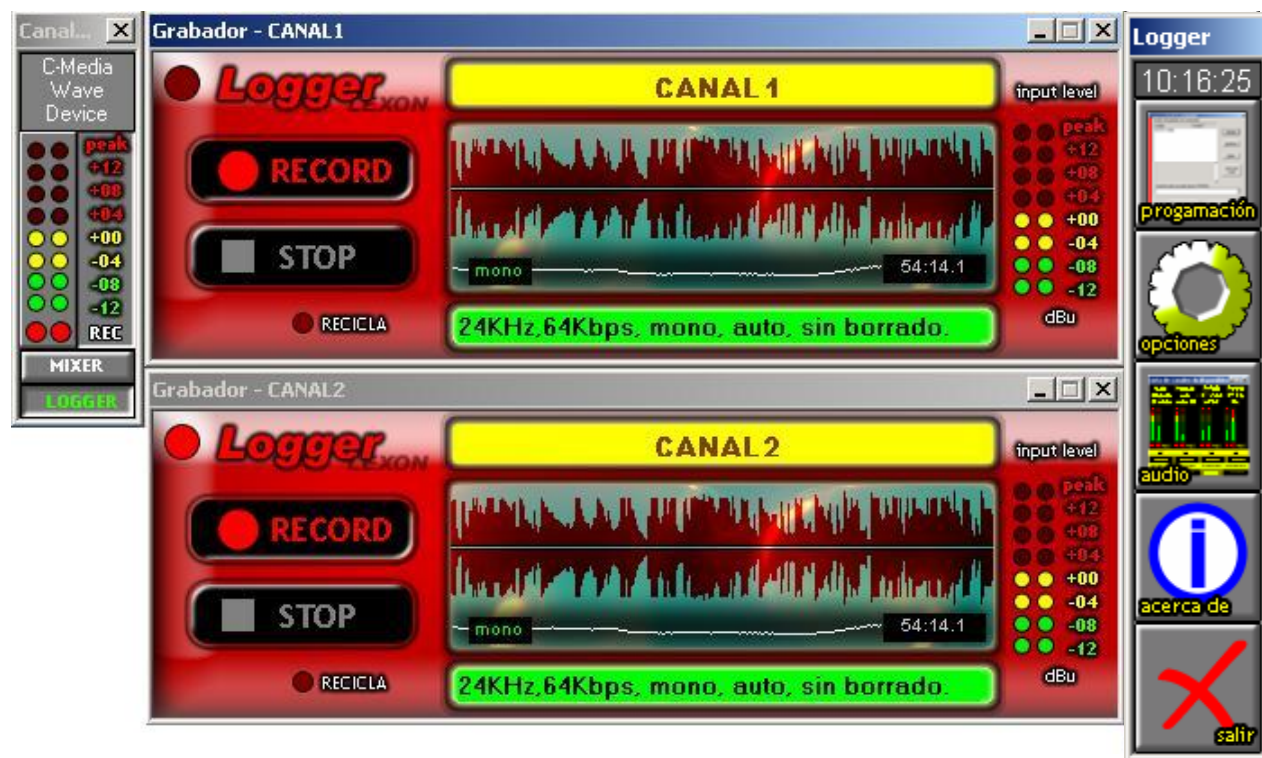 Canal...
C-Media
Wave
Device
peak
+12
+08
+04
+00
-04
-08
-12
REC
MIXER
LOGGER
Grabador - CANAL1
Logger
CEXON
CANAL 1
RECORD
STOP
RECICLA
mono
54:14.1
24KHz,64Kbps, mono, auto, sin borrado.
input level
peak
+12
+08
+04
+00
-04
-08
-12
dBu
Grabador - CANAL2
Logger
CEXON
CANAL 2
RECORD
STOP
RECICLA
mono
54:14.1
24KHz,64Kbps, mono, auto, sin borrado.
input level
peak
+12
+08
+04
+00
-04
-08
-12
dBu
Logger
10:16:25
progamación
opciones
audio
acerca de
salir